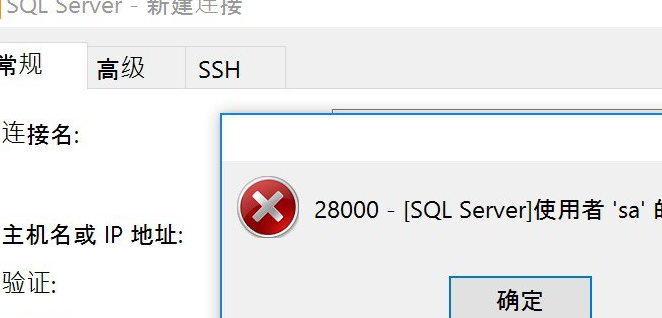 SQL Server - 新建连接
常规 高级 SSH
连接名:
28000 - [SQL Server]使用者 'sa' 的
主机名或 IP 地址:
验证:
确定